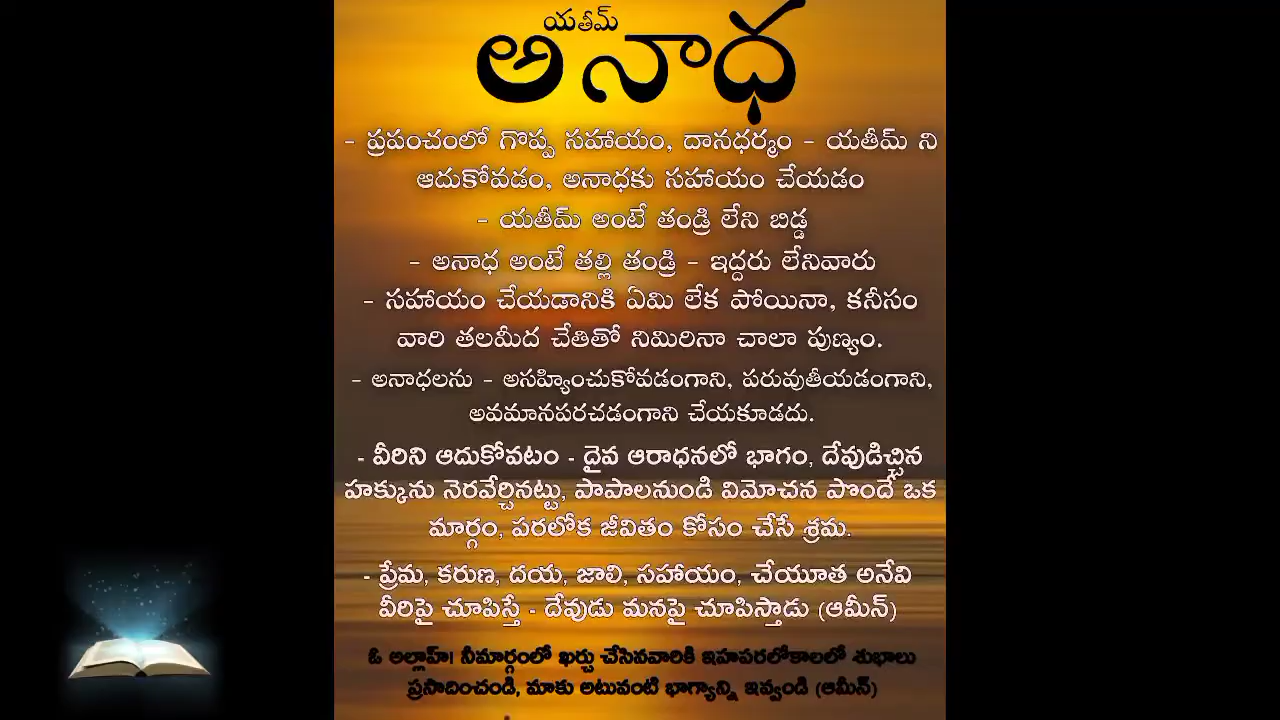 యతీమ్
అనాధ
- ప్రపంచంలో గొప్ప సహాయం, దానధర్మం - యతీమ్ ని
ఆదుకోవడం, అనాధకు సహాయం చేయడం
- యతీమ్ అంటే తండ్రి లేని బిడ్డ
- అనాధ అంటే తల్లి తండ్రి - ఇద్దరు లేనివారు
- సహాయం చేయడానికి ఏమి లేక పోయినా, కనీసం
వారి తలమీద చేతితో నిమిరినా చాలా పుణ్యం.
- అనాధలను - అసహ్యించుకోవడంగాని, పరువుతీయడంగాని,
అవమానపరచడంగాని చేయకూడదు.
- వీరిని ఆదుకోవటం - దైవ ఆరాధనలో భాగం, దేవుడిచ్చిన
హక్కును నెరవేర్చినట్టు, పాపాలనుండి విమోచన పొందే ఒక
మార్గం, పరలోక జీవితం కోసం చేసే శ్రమ.
- ప్రేమ, కరుణ, దయ, జాలి, సహాయం, చేయూత అనేవి
వీరిపై చూపిస్తే - దేవుడు మనపై చూపిస్తాడు (ఆమీన్)
ఓ అల్లాహ్! నీమార్గంలో ఖర్చు చేసినవారికి ఇహపరలోకాలలో శుభాలు
ప్రసాదించండి, మాకు అటువంటి భాగ్యాన్ని ఇవ్వండి (ఆమీన్)